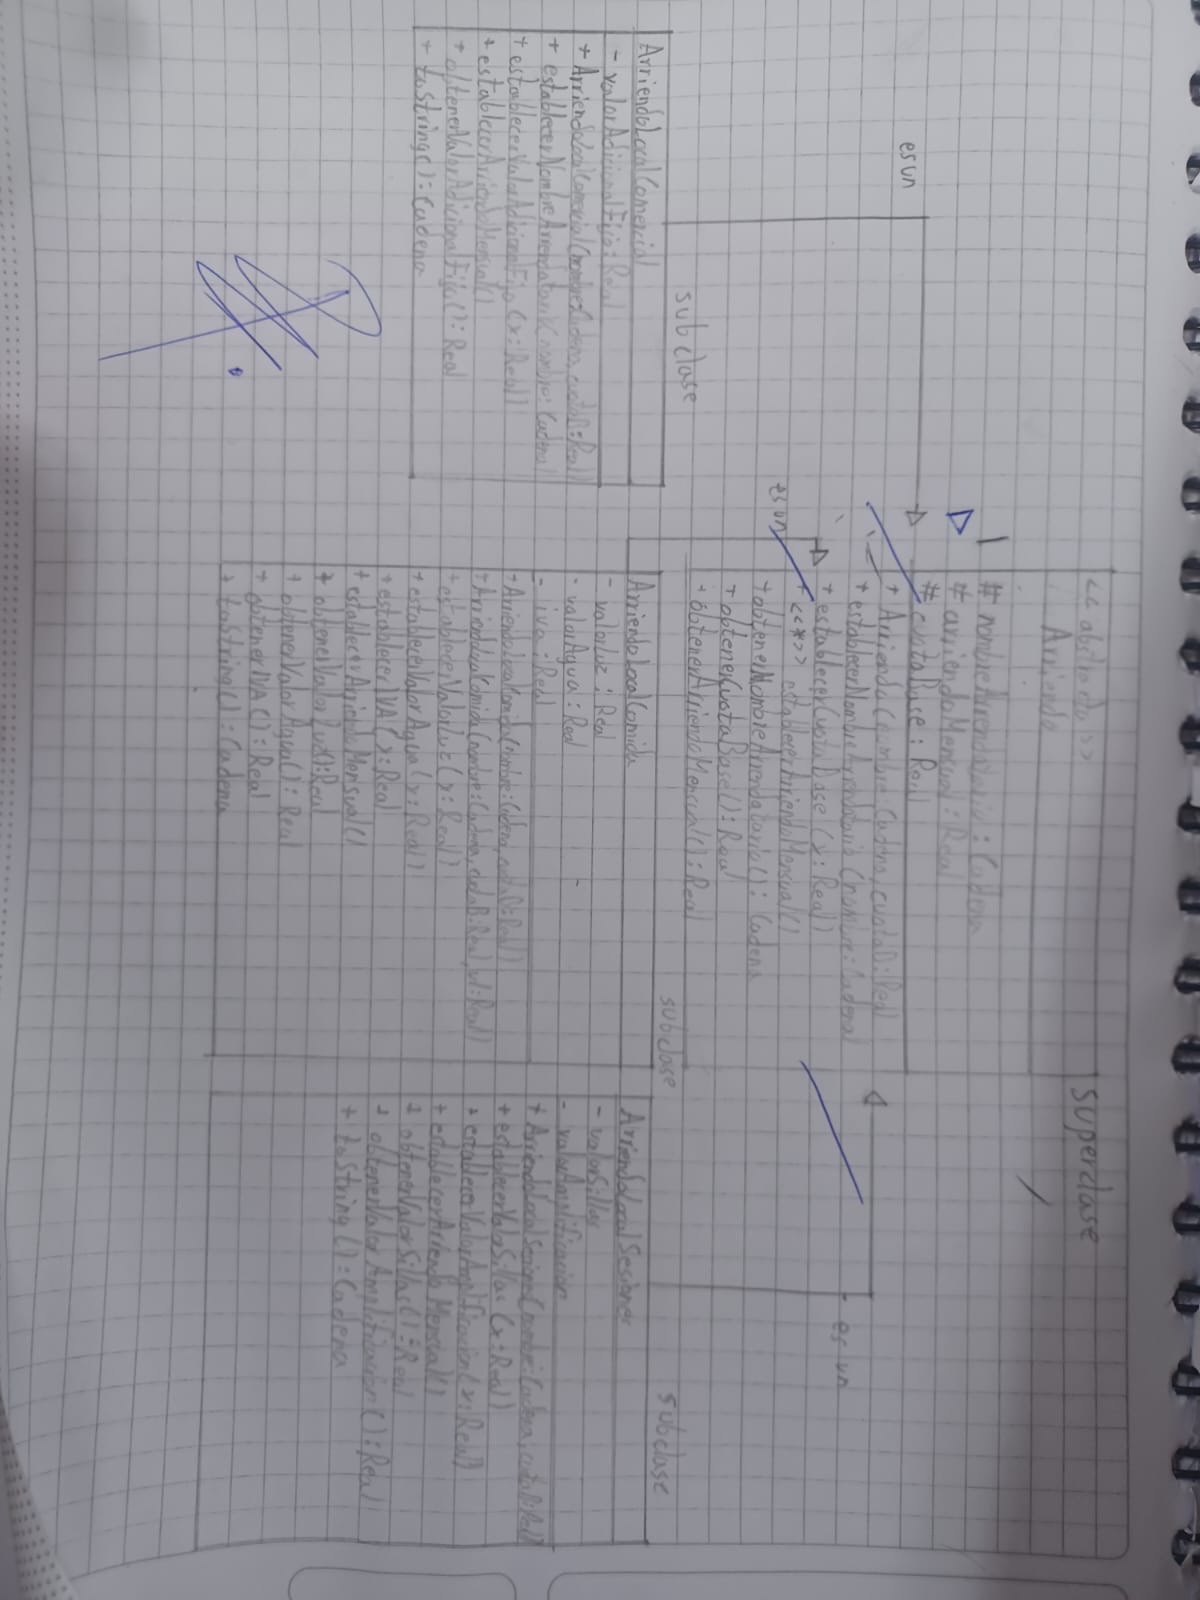 <<abstracto>>
Arriendo
Superclase
# nombreArrendatario : Cadena
# arriendoMensual : Real
# cuotaBase : Real
+ Arriendo (nombre: Cadena, cuotaB: Real)
+ establecerNombreArrendatario (nombre: Cadena)
+ establecerCuotaBase (x: Real)
+ <<*>> establecerArriendoMensual()
+ obtenerNombreArrendatario() : Cadena
+ obtenerCuotaBase() : Real
+ obtenerArriendoMensual() : Real
es un
es un
es un
subclase
ArriendoLocalComercial
- valorAdicionalFijo: Real
+ ArriendoLocalComercial (nombre: Cadena, cuotaB: Real)
+ establecerNombreArrendatario (nombre: Cadena)
+ establecerValorAdicionalFijo (x: Real)
+ establecerArriendoMensual()
+ obtenerValorAdicionalFijo() : Real
+ toString() : Cadena
subclase
ArriendoLocalComida
- valorLuz : Real
- valorAgua : Real
- iva : Real
+ ArriendoLocalComida (nombre: Cadena, cuotaB: Real)
+ ArriendoLocalComida (nombre: Cadena, cuotaB: Real, vl: Real)
+ establecerValorLuz (x: Real)
+ establecerValorAgua (x: Real)
+ establecerIVA (x: Real)
+ establecerArriendoMensual()
+ obtenerValorLuz() : Real
+ obtenerValorAgua() : Real
+ obtenerIVA() : Real
+ toString() : Cadena
subclase
ArriendoLocalSesiones
- valorSillas
- valorAmplificacion
+ ArriendoLocalSesiones (nombre: Cadena, cuotaB: Real)
+ establecerValorSillas (x: Real)
+ establecerValorAmplificacion (x: Real)
+ establecerArriendoMensual()
+ obtenerValorSillas() : Real
+ obtenerValorAmplificacion() : Real
+ toString() : Cadena